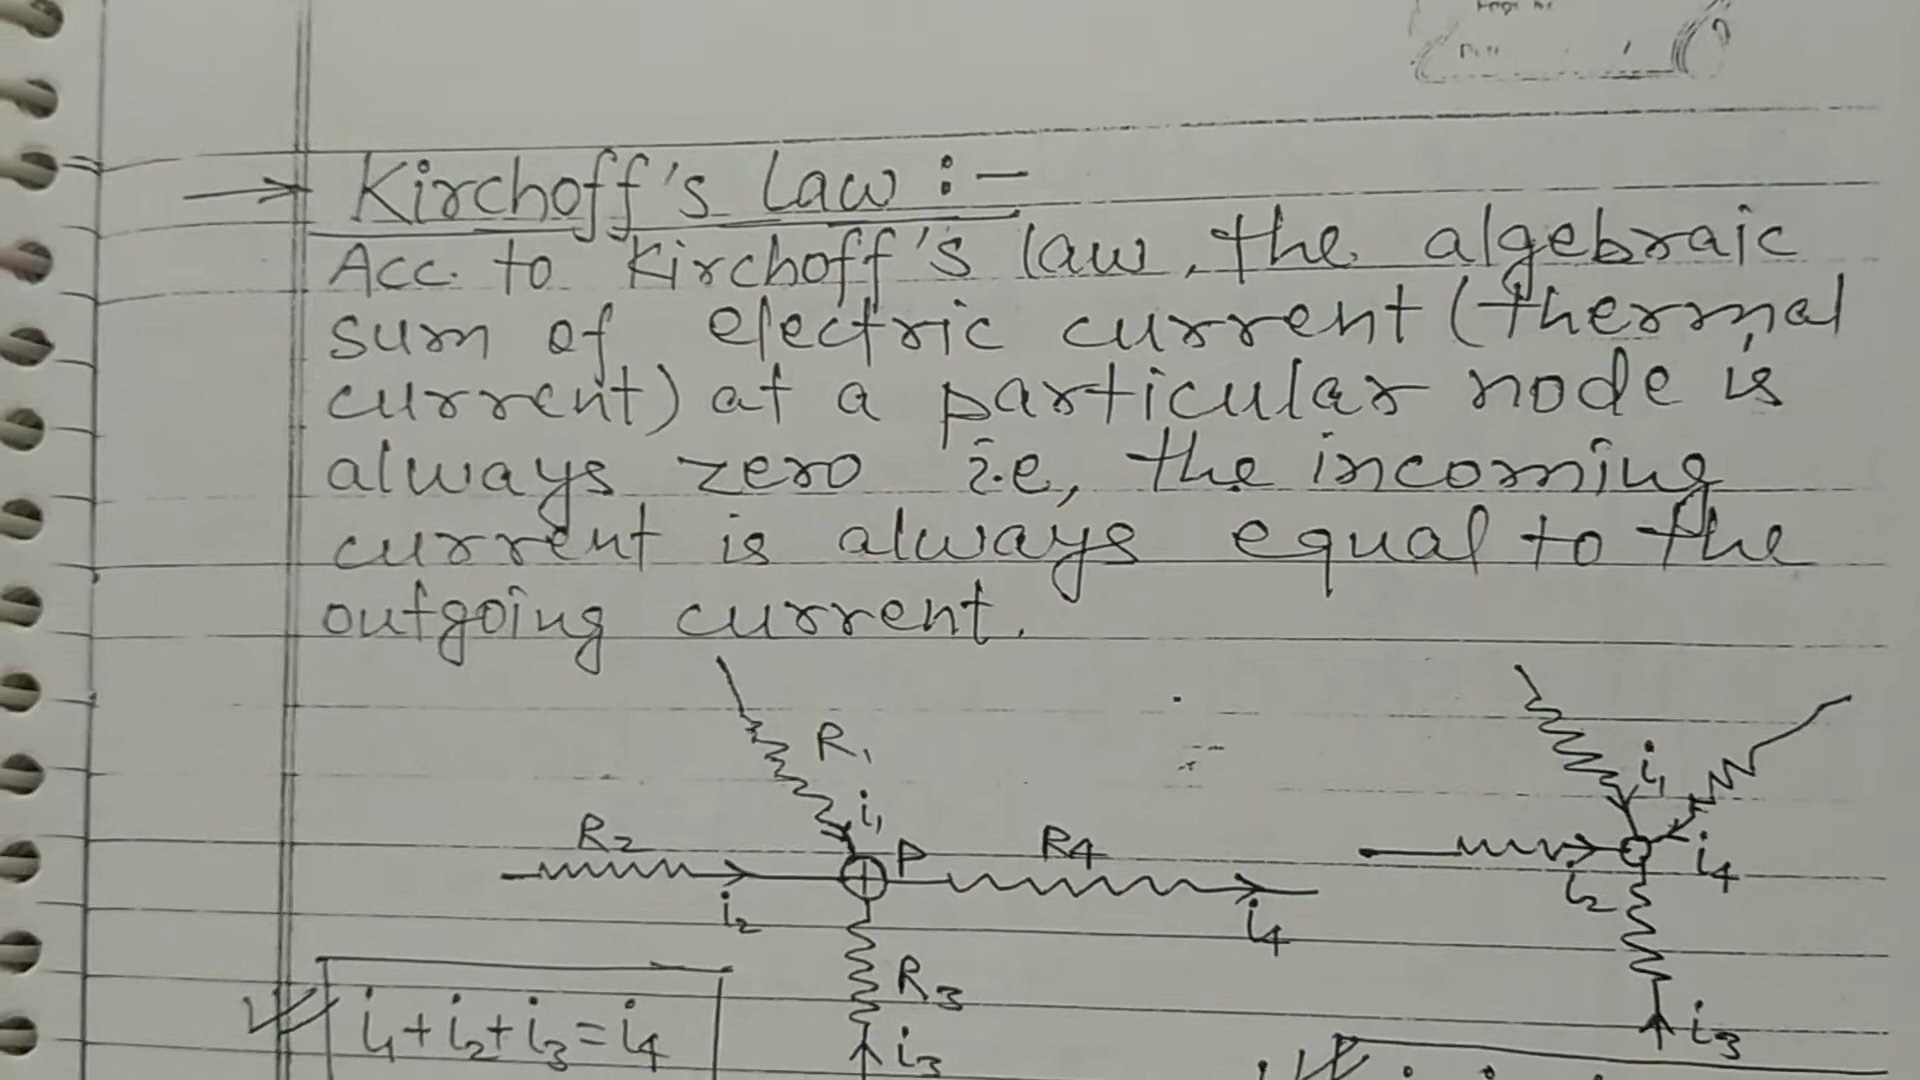 Kirchoff's Law :-
Acc. to Kirchoff's law, the algebraic
sum of electric current (thermal
current) at a particular node is
always zero i.e, the incoming
current is always equal to the
outgoing current.
R₁
i₁
i₁
R₂
P
R₄
i₂
i₄
i₂
i₄
R₃
i₁+i₂+i₃=i₄
i₃
i₃